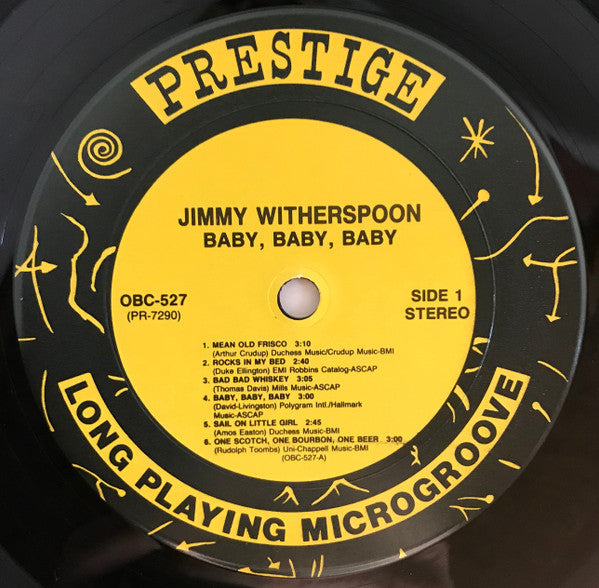 PRESTIGE
JIMMY WITHERSPOON
BABY, BABY, BABY
OBC-527
(PR-7290)
SIDE 1
STEREO
1. MEAN OLD FRISCO 3:10
(Arthur Crudup) Duchess Music/Crudup Music-BMI
2. ROCKS IN MY BED 2:40
(Duke Ellington) EMI Robbins Catalog-ASCAP
3. BAD BAD WHISKEY 3:05
(Thomas Davis) Mills Music-ASCAP
4. BABY, BABY, BABY 3:00
(David-Livingston) Polygram Intl./Hallmark
Music-ASCAP
5. SAIL ON LITTLE GIRL 2:45
(Amos Easton) Duchess Music-BMI
6. ONE SCOTCH, ONE BOURBON, ONE BEER 3:00
(Rudolph Toombs) Uni-Chappell Music-BMI
(OBC-527-A)
LONG PLAYING MICROGROOVE